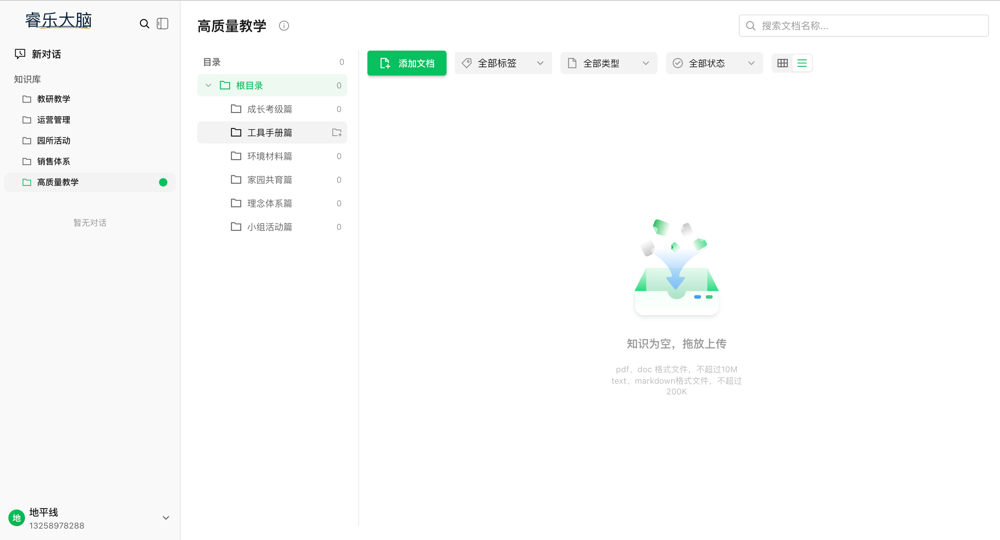 睿乐大脑
新对话
知识库
教研教学
运营管理
园所活动
销售体系
高质量教学
暂无对话
地
地平线
13258978288
高质量教学
搜索文档名称...
目录 0
根目录 0
成长考级篇 0
工具手册篇
环境材料篇 0
家园共育篇 0
理念体系篇 0
小组活动篇 0
添加文档
全部标签
全部类型
全部状态
知识为空，拖放上传
pdf、doc 格式文件，不超过10M
text、markdown格式文件，不超过
200K